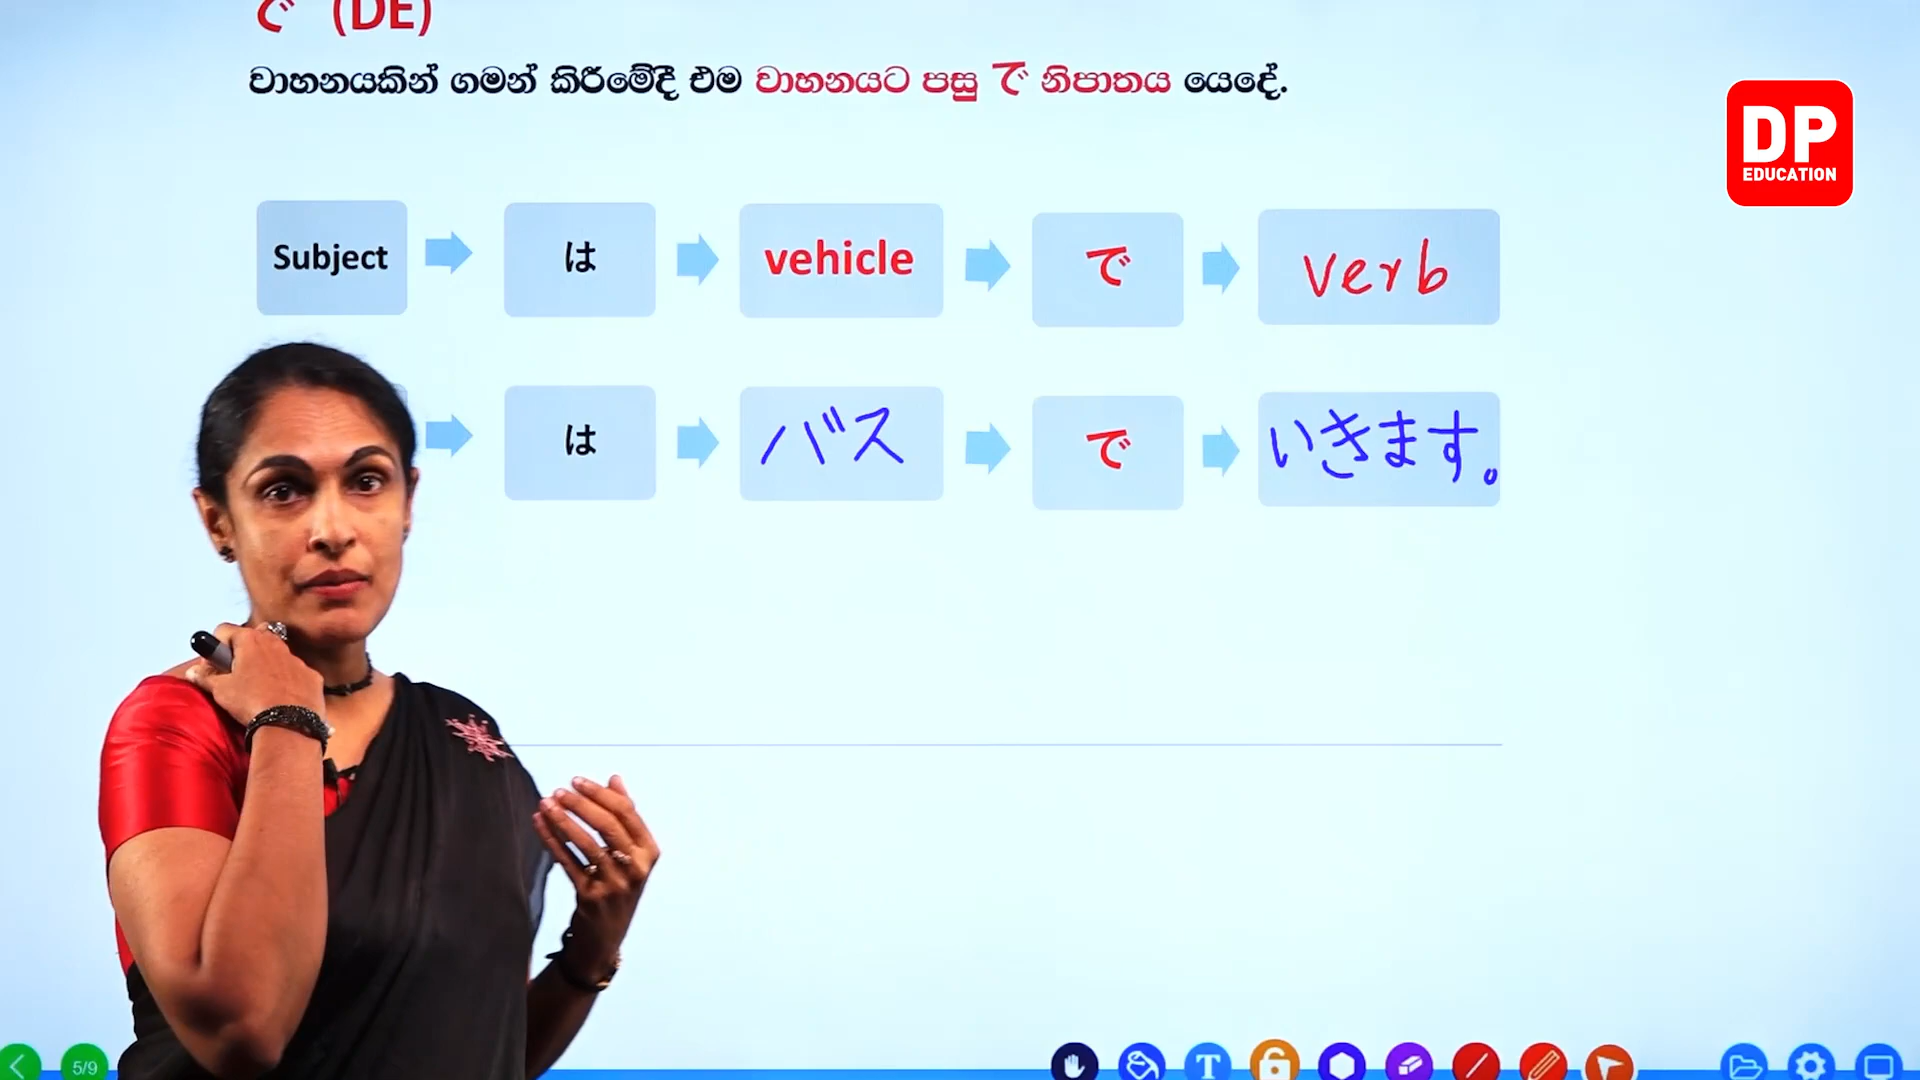 で (DE)
වාහනයකින් ගමන් කිරීමේදී එම වාහනයට පසු で නිපාතය යෙදේ.
DP
EDUCATION
Subject は vehicle で verb
は バス で いきます。
5/9
T